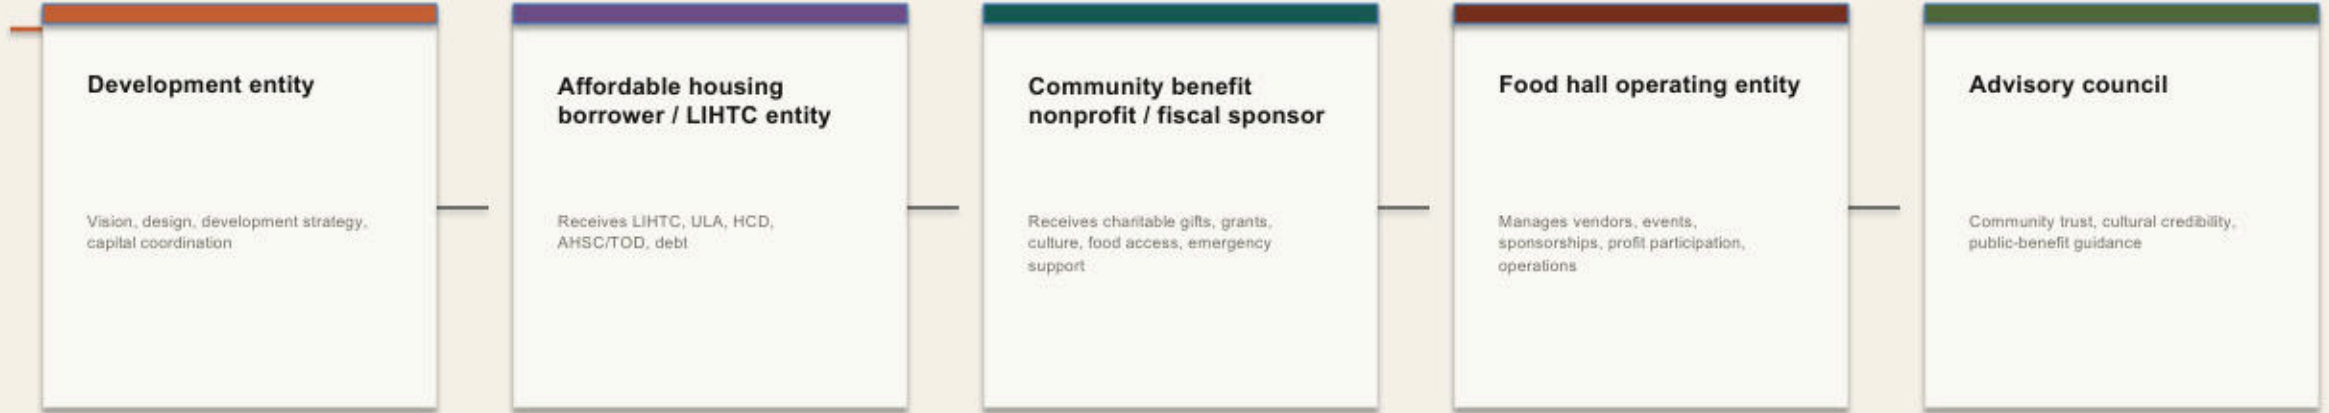 Development entity
Vision, design, development strategy,
capital coordination
Affordable housing
borrower / LIHTC entity
Receives LIHTC, ULA, HCD,
AHSC/TOD, debt
Community benefit
nonprofit / fiscal sponsor
Receives charitable gifts, grants,
culture, food access, emergency
support
Food hall operating entity
Manages vendors, events,
sponsorships, profit participation,
operations
Advisory council
Community trust, cultural credibility,
public-benefit guidance